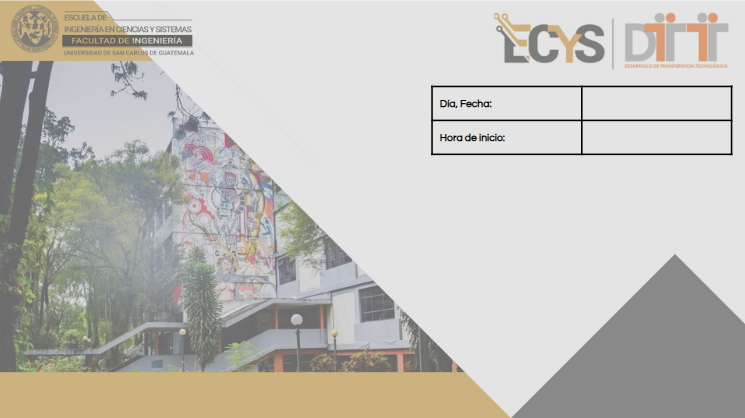 ESCUELA DE
INGENIERÍA EN CIENCIAS Y SISTEMAS
FACULTAD DE INGENIERÍA
UNIVERSIDAD DE SAN CARLOS DE GUATEMALA
ECYS
DTT
DESARROLLO DE TRANSFERENCIA TECNOLÓGICA
Día, Fecha:
Hora de inicio: